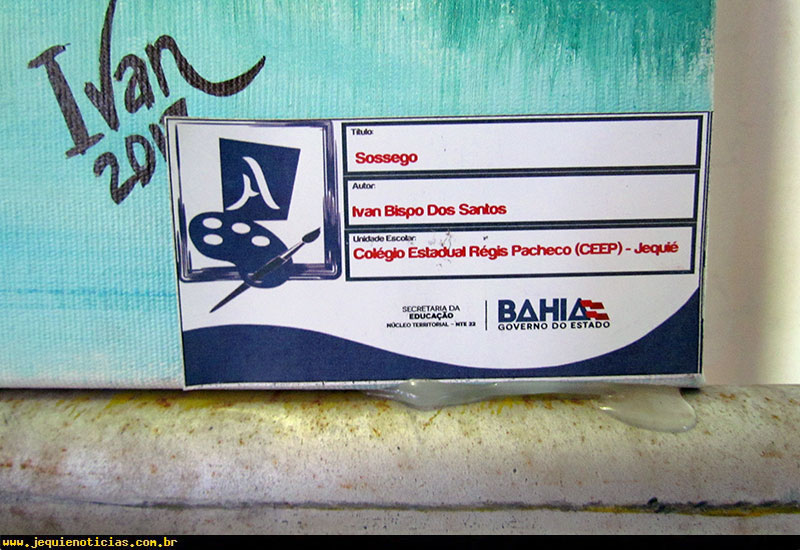 Ivan
Título:
Sossego
Autor:
Ivan Bispo Dos Santos
Unidade Escolar:
Colégio Estadual Régis Pacheco (CEEP) - Jequié
SECRETARIA DA
EDUCAÇÃO
NÚCLEO TERRITORIAL - NTE 22
BAHIA
GOVERNO DO ESTADO
www.jequienoticias.com.br